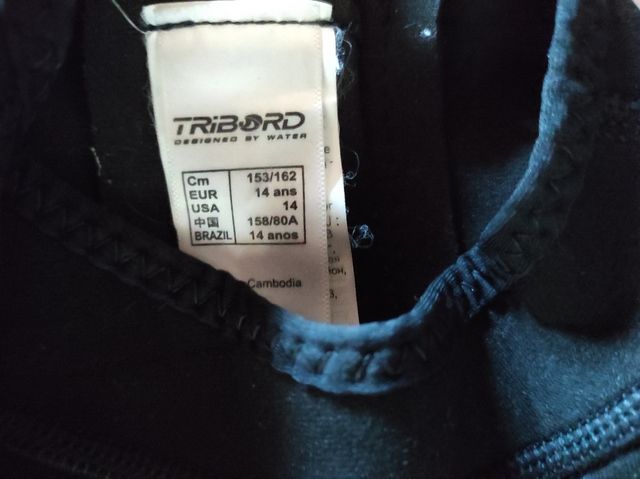 TRIBORD
DESIGNED BY WATER
Cm 153/162
EUR 14 ans
USA 14
中国 158/80A
BRAZIL 14 anos
Cambodia